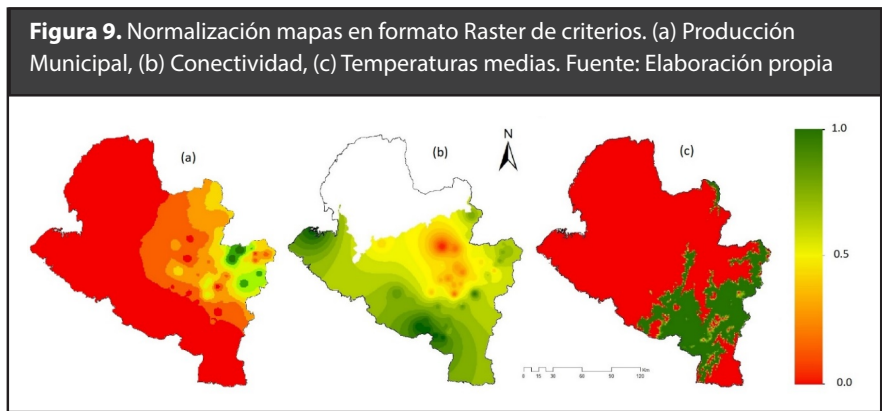 Figura 9. Normalización mapas en formato Raster de criterios. (a) Producción
Municipal, (b) Conectividad, (c) Temperaturas medias. Fuente: Elaboración propia
(a)
(b)
N
(c)
1.0
0.5
0.0
0 15 30 60 90 120
Km